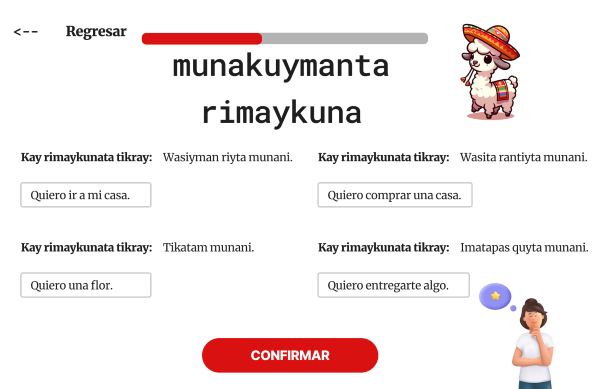 <-- Regresar
munakuymanta
rimaykuna
Kay rimaykunata tikray: Wasiyman riyta munani.
Quiero ir a mi casa.
Kay rimaykunata tikray: Wasita rantiyta munani.
Quiero comprar una casa.
Kay rimaykunata tikray: Tikatam munani.
Quiero una flor.
Kay rimaykunata tikray: Imatapas quyta munani.
Quiero entregarte algo.
CONFIRMAR